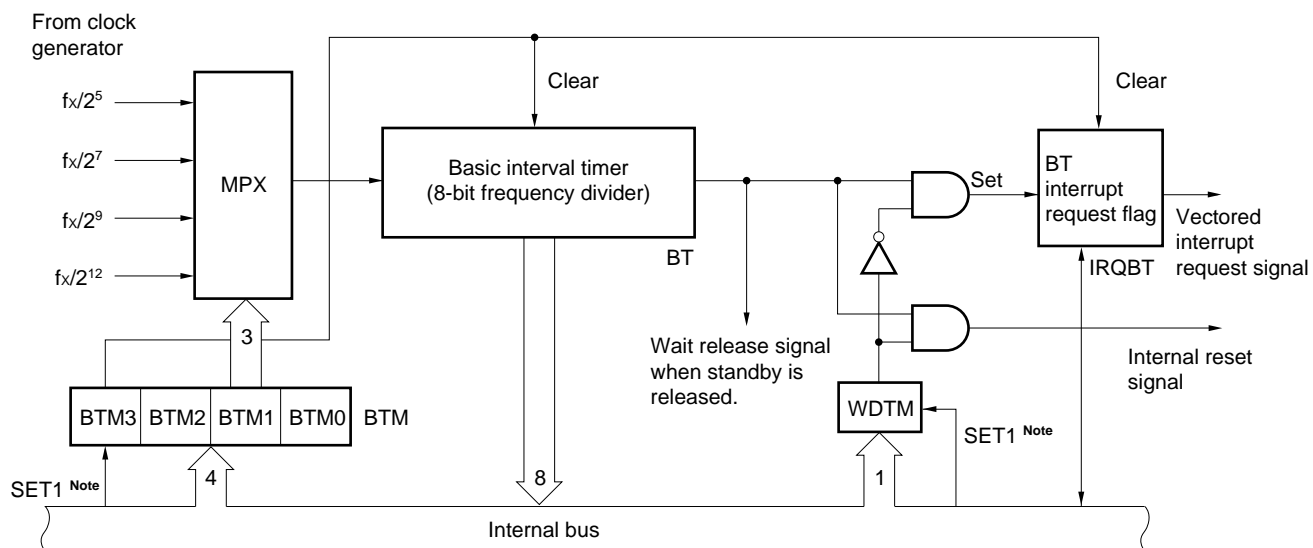 From clock
generator
fX/2⁵
fX/2⁷
fX/2⁹
fX/2¹²
MPX
Clear
Basic interval timer
(8-bit frequency divider)
BT
Clear
BT
interrupt
request flag
Set
IRQBT
Vectored
interrupt
request signal
3
Wait release signal
when standby is
released.
Internal reset
signal
BTM3 BTM2 BTM1 BTM0 BTM
WDTM
SET1 Note
4
8
1
SET1 Note
Internal bus